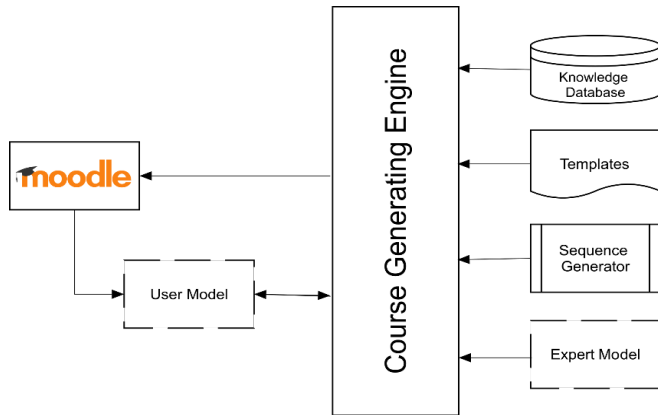 Course Generating Engine
Knowledge
Database
Templates
Sequence
Generator
Expert Model
moodle
User Model